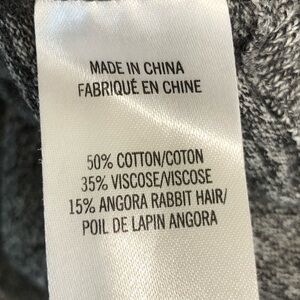 MADE IN CHINA
FABRIQUÉ EN CHINE
50% COTTON/COTON
35% VISCOSE/VISCOSE
15% ANGORA RABBIT HAIR/
POIL DE LAPIN ANGORA